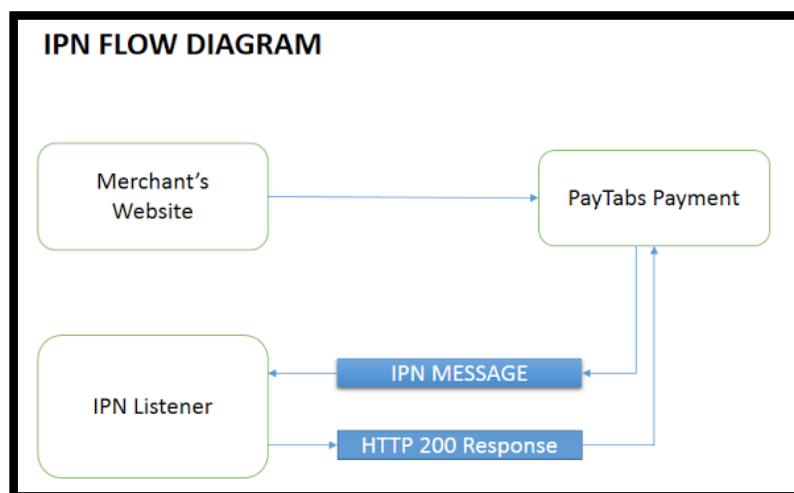 IPN FLOW DIAGRAM
Merchant's
Website
PayTabs Payment
IPN MESSAGE
IPN Listener
HTTP 200 Response